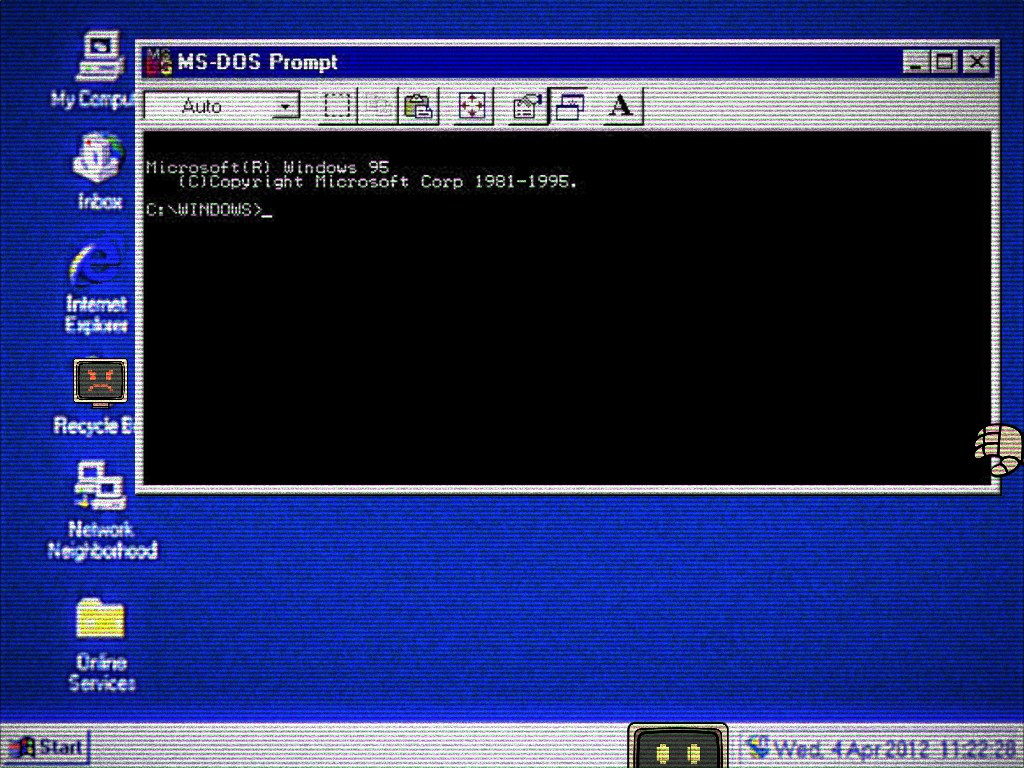 MS-DOS Prompt
Auto
A
Microsoft(R) Windows 95
(C)Copyright Microsoft Corp 1981-1995.
C:\WINDOWS>_
My Compu
Inbox
Internet
Explorer
Recycle B
Network
Neighborhood
Online
Services
Start
Wed, 4 Apr 2012 11:22:28